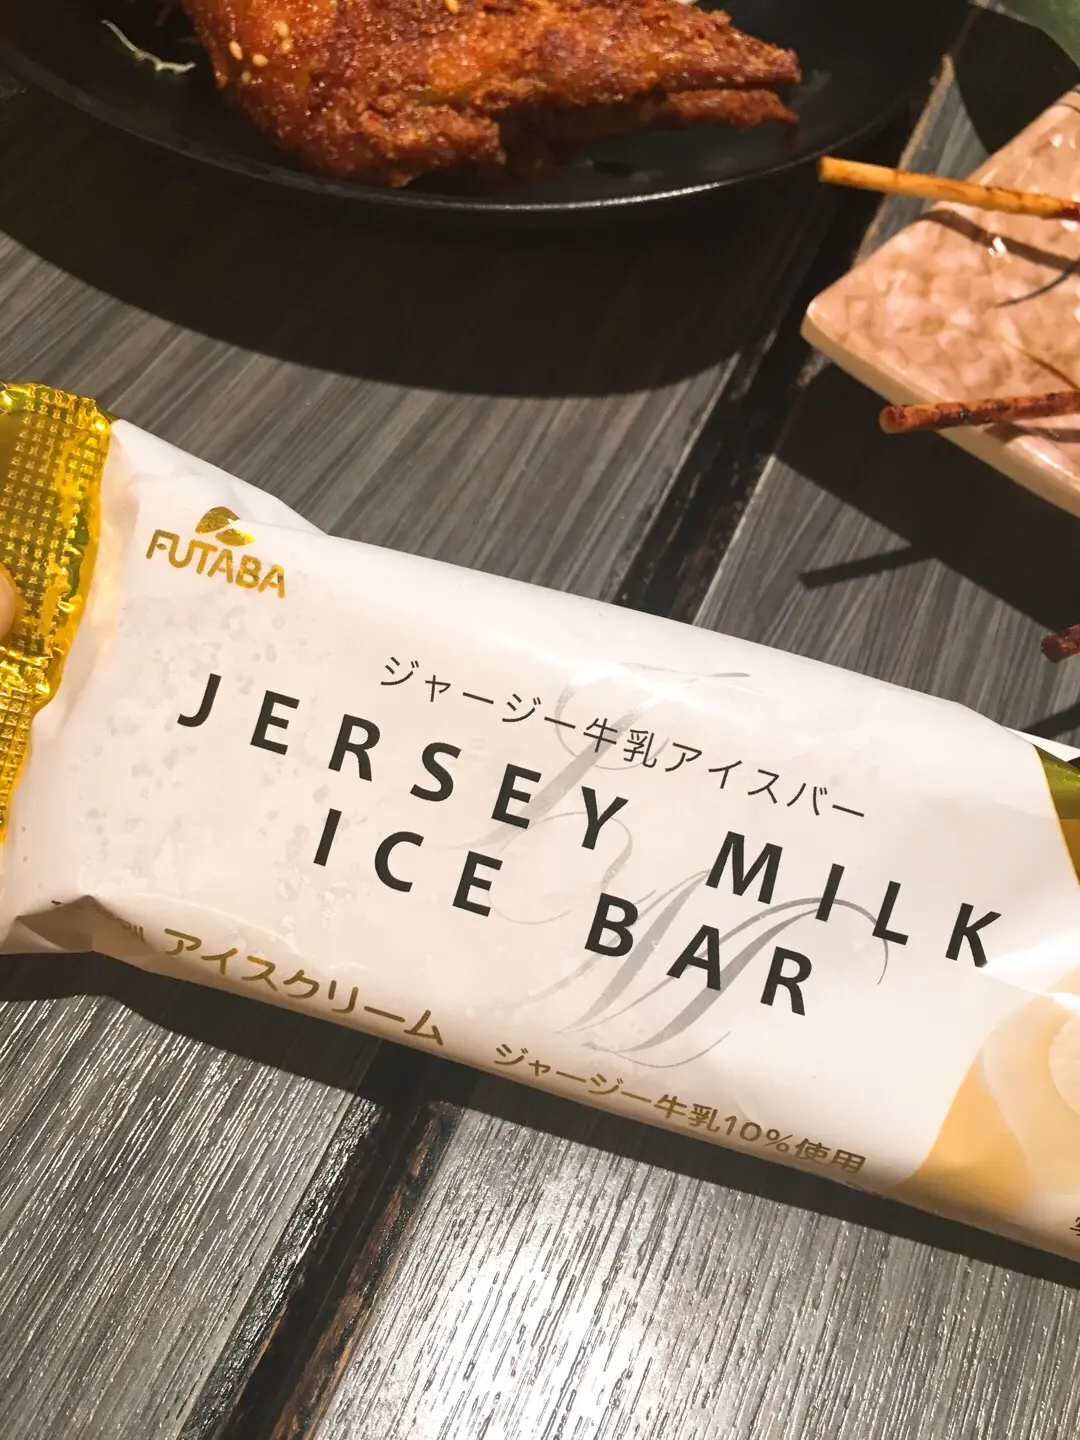 FUTABA
ジャージー牛乳アイスバー
JERSEY MILK
ICE BAR
アイスクリーム
ジャージー牛乳10%使用